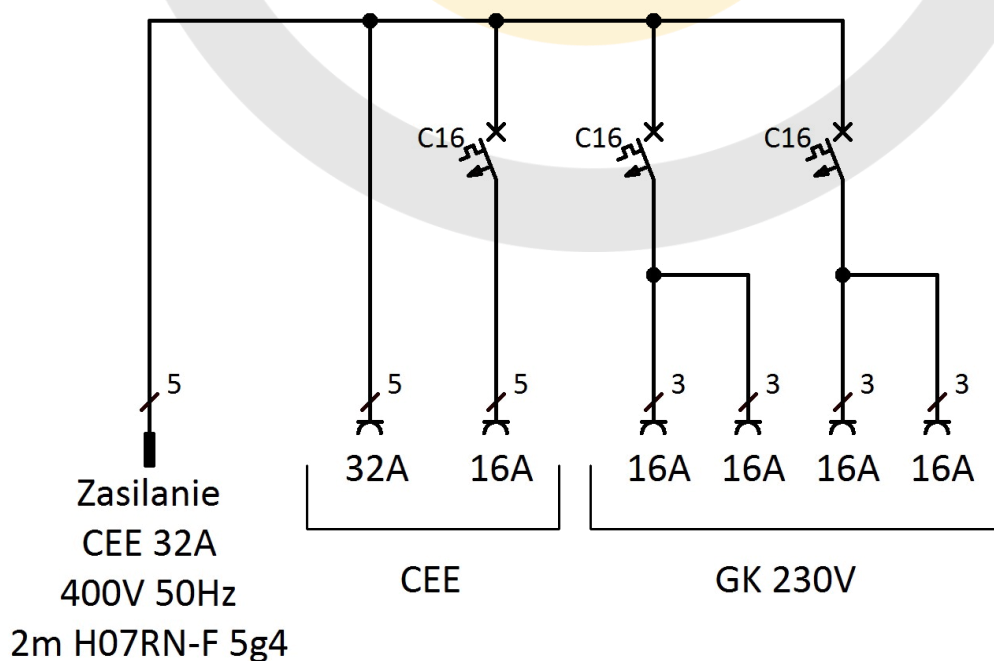 C16
C16
C16
5
5
5
3
3
3
3
32A
16A
16A
16A
16A
16A
Zasilanie
CEE 32A
400V 50Hz
2m H07RN-F 5g4
CEE
GK 230V